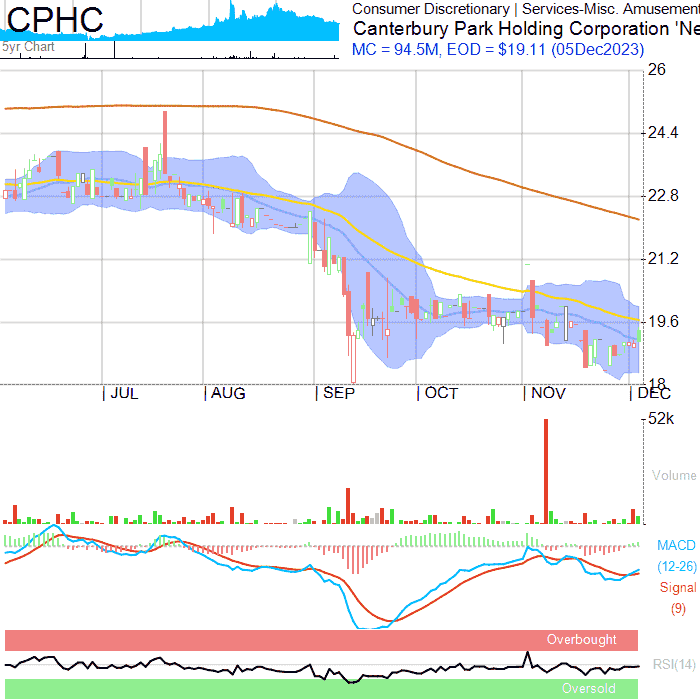 CPHC
5yr Chart
Consumer Discretionary | Services-Misc. Amusement
Canterbury Park Holding Corporation 'Ne
MC = 94.5M, EOD = $19.11 (05Dec2023)
26
24.4
22.8
21.2
19.6
18
JUL AUG SEP OCT NOV DEC
52k
Volume
MACD
(12-26)
Signal
(9)
Overbought
RSI(14)
Oversold